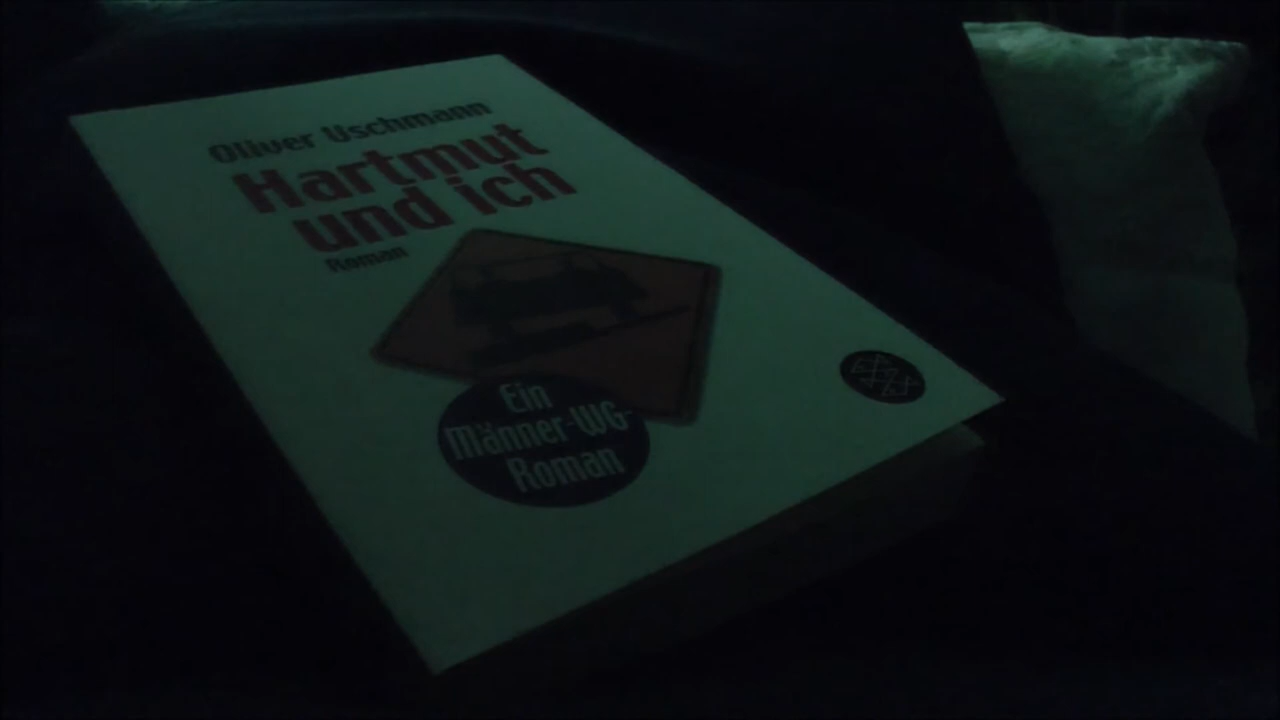 Oliver Uschmann
Hartmut
und ich
Roman
Ein
Männer-WG-
Roman